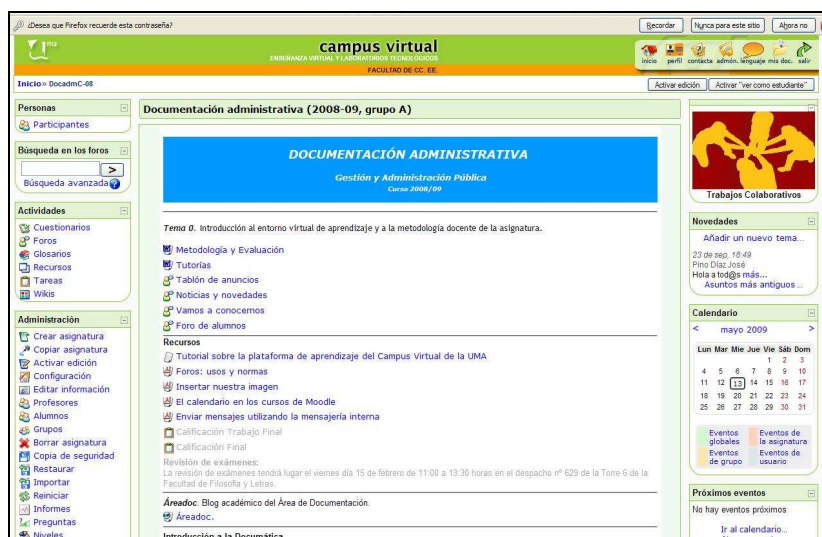 ¿Desea que Firefox recuerde esta contraseña?
Recordar
Nunca para este sitio
Ahora no
uma
campus virtual
ENSEÑANZA VIRTUAL Y LABORATORIOS TECNOLÓGICOS
FACULTAD DE CC. EE.
inicio perfil contacta admón. lenguaje mis doc. salir
Inicio» DocadmC-08
Activar edición
Activar "ver como estudiante"
Personas
Participantes
Búsqueda en los foros
>
Búsqueda avanzada
Actividades
Cuestionarios
Foros
Glosarios
Recursos
Tareas
Wikis
Administración
Crear asignatura
Copiar asignatura
Activar edición
Configuración
Editar información
Profesores
Alumnos
Grupos
Borrar asignatura
Copia de seguridad
Restaurar
Importar
Reiniciar
Informes
Preguntas
Niveles
Documentación administrativa (2008-09, grupo A)
DOCUMENTACIÓN ADMINISTRATIVA
Gestión y Administración Pública
Curso 2008/09
Tema 0. Introducción al entorno virtual de aprendizaje y a la metodología docente de la asignatura.
Metodología y Evaluación
Tutorías
Tablón de anuncios
Noticias y novedades
Vamos a conocernos
Foro de alumnos
Recursos
Tutorial sobre la plataforma de aprendizaje del Campus Virtual de la UMA
Foros: usos y normas
Insertar nuestra imagen
El calendario en los cursos de Moodle
Enviar mensajes utilizando la mensajería interna
Calificación Trabajo Final
Calificación Final
Revisión de exámenes:
La revisión de exámenes tendrá lugar el viernes día 15 de febrero de 11:00 a 13:30 horas en el despacho nº 629 de la Torre 6 de la
Facultad de Filosofía y Letras.
Áreadoc. Blog académico del Área de Documentación.
Áreadoc.
Introducción a la Documática
Trabajos Colaborativos
Novedades
Añadir un nuevo tema...
23 de sep, 18:49
Pino Díaz José
Hola a tod@s más...
Asuntos más antiguos ...
Calendario
< mayo 2009 >
Lun Mar Mie Jue Vie Sáb Dom
1 2 3
4 5 6 7 8 9 10
11 12 13 14 15 16 17
18 19 20 21 22 23 24
25 26 27 28 29 30 31
Eventos globales
Eventos de la asignatura
Eventos de grupo
Eventos de usuario
Próximos eventos
No hay eventos próximos
Ir al calendario...